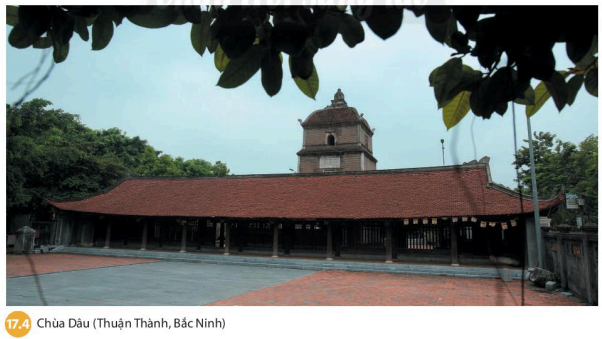 17.4 Chùa Dâu (Thuận Thành, Bắc Ninh)